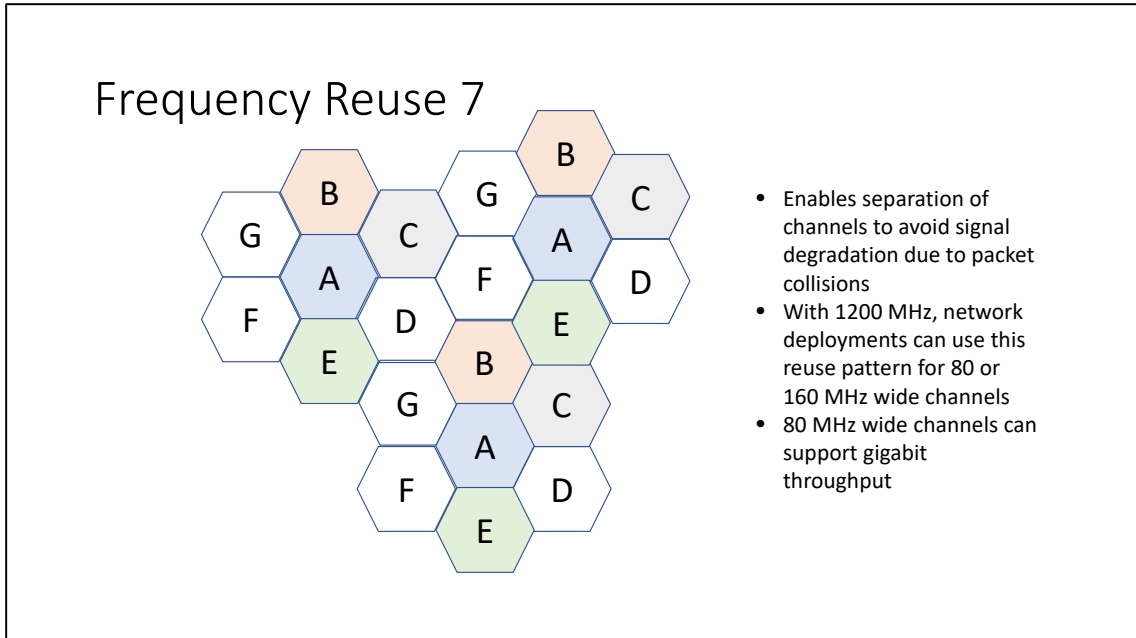 Frequency Reuse 7
B
B
G
C
G
C
A
A
F
D
F
D
E
E
B
G
C
A
F
D
E
• Enables separation of
channels to avoid signal
degradation due to packet
collisions
• With 1200 MHz, network
deployments can use this
reuse pattern for 80 or
160 MHz wide channels
• 80 MHz wide channels can
support gigabit
throughput